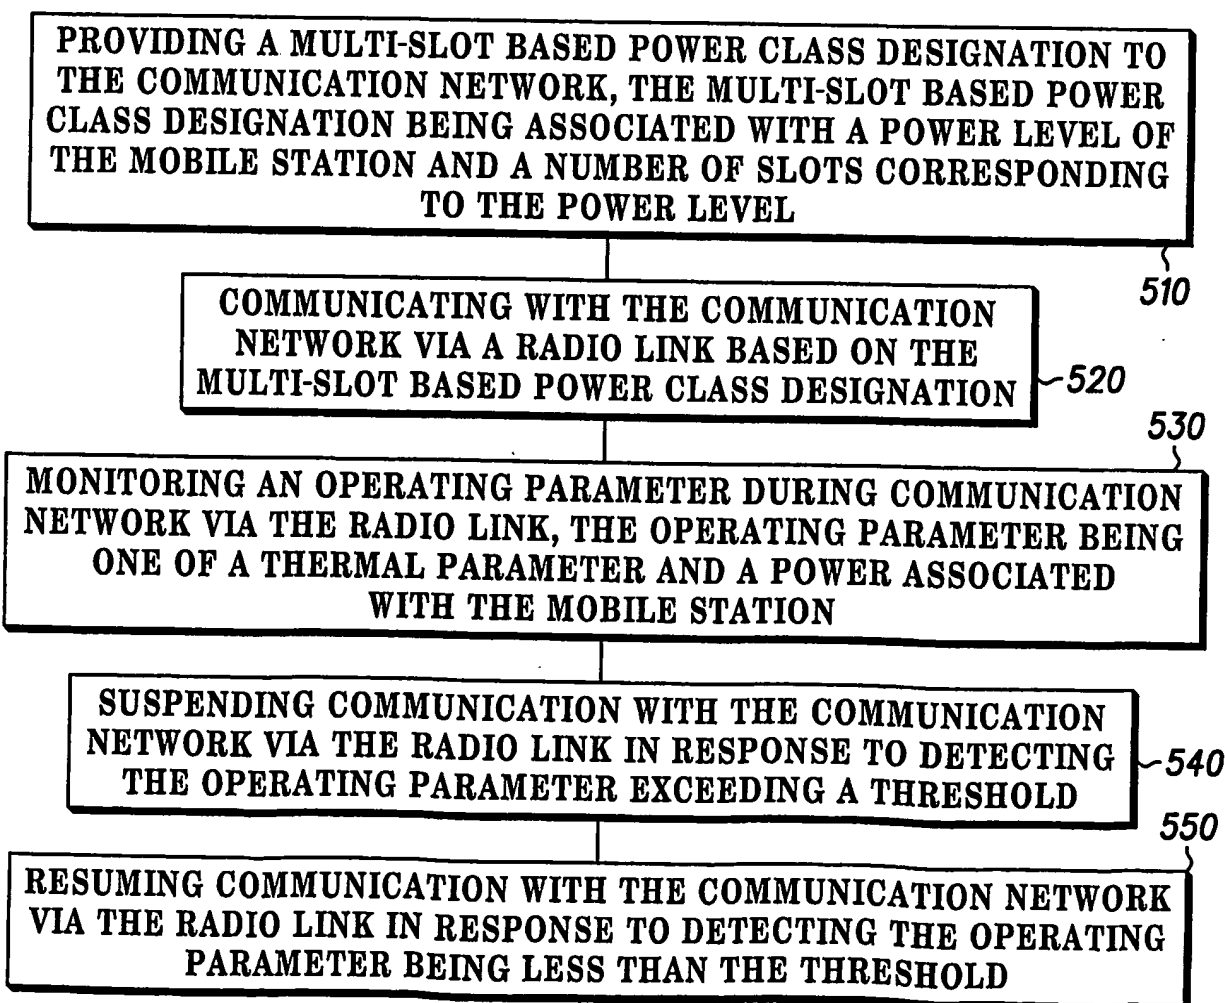 PROVIDING A MULTI-SLOT BASED POWER CLASS DESIGNATION TO
THE COMMUNICATION NETWORK, THE MULTI-SLOT BASED POWER
CLASS DESIGNATION BEING ASSOCIATED WITH A POWER LEVEL OF
THE MOBILE STATION AND A NUMBER OF SLOTS CORRESPONDING
TO THE POWER LEVEL
510
COMMUNICATING WITH THE COMMUNICATION
NETWORK VIA A RADIO LINK BASED ON THE
MULTI-SLOT BASED POWER CLASS DESIGNATION
520
530
MONITORING AN OPERATING PARAMETER DURING COMMUNICATION
NETWORK VIA THE RADIO LINK, THE OPERATING PARAMETER BEING
ONE OF A THERMAL PARAMETER AND A POWER ASSOCIATED
WITH THE MOBILE STATION
SUSPENDING COMMUNICATION WITH THE COMMUNICATION
NETWORK VIA THE RADIO LINK IN RESPONSE TO DETECTING
THE OPERATING PARAMETER EXCEEDING A THRESHOLD
540
550
RESUMING COMMUNICATION WITH THE COMMUNICATION NETWORK
VIA THE RADIO LINK IN RESPONSE TO DETECTING THE OPERATING
PARAMETER BEING LESS THAN THE THRESHOLD